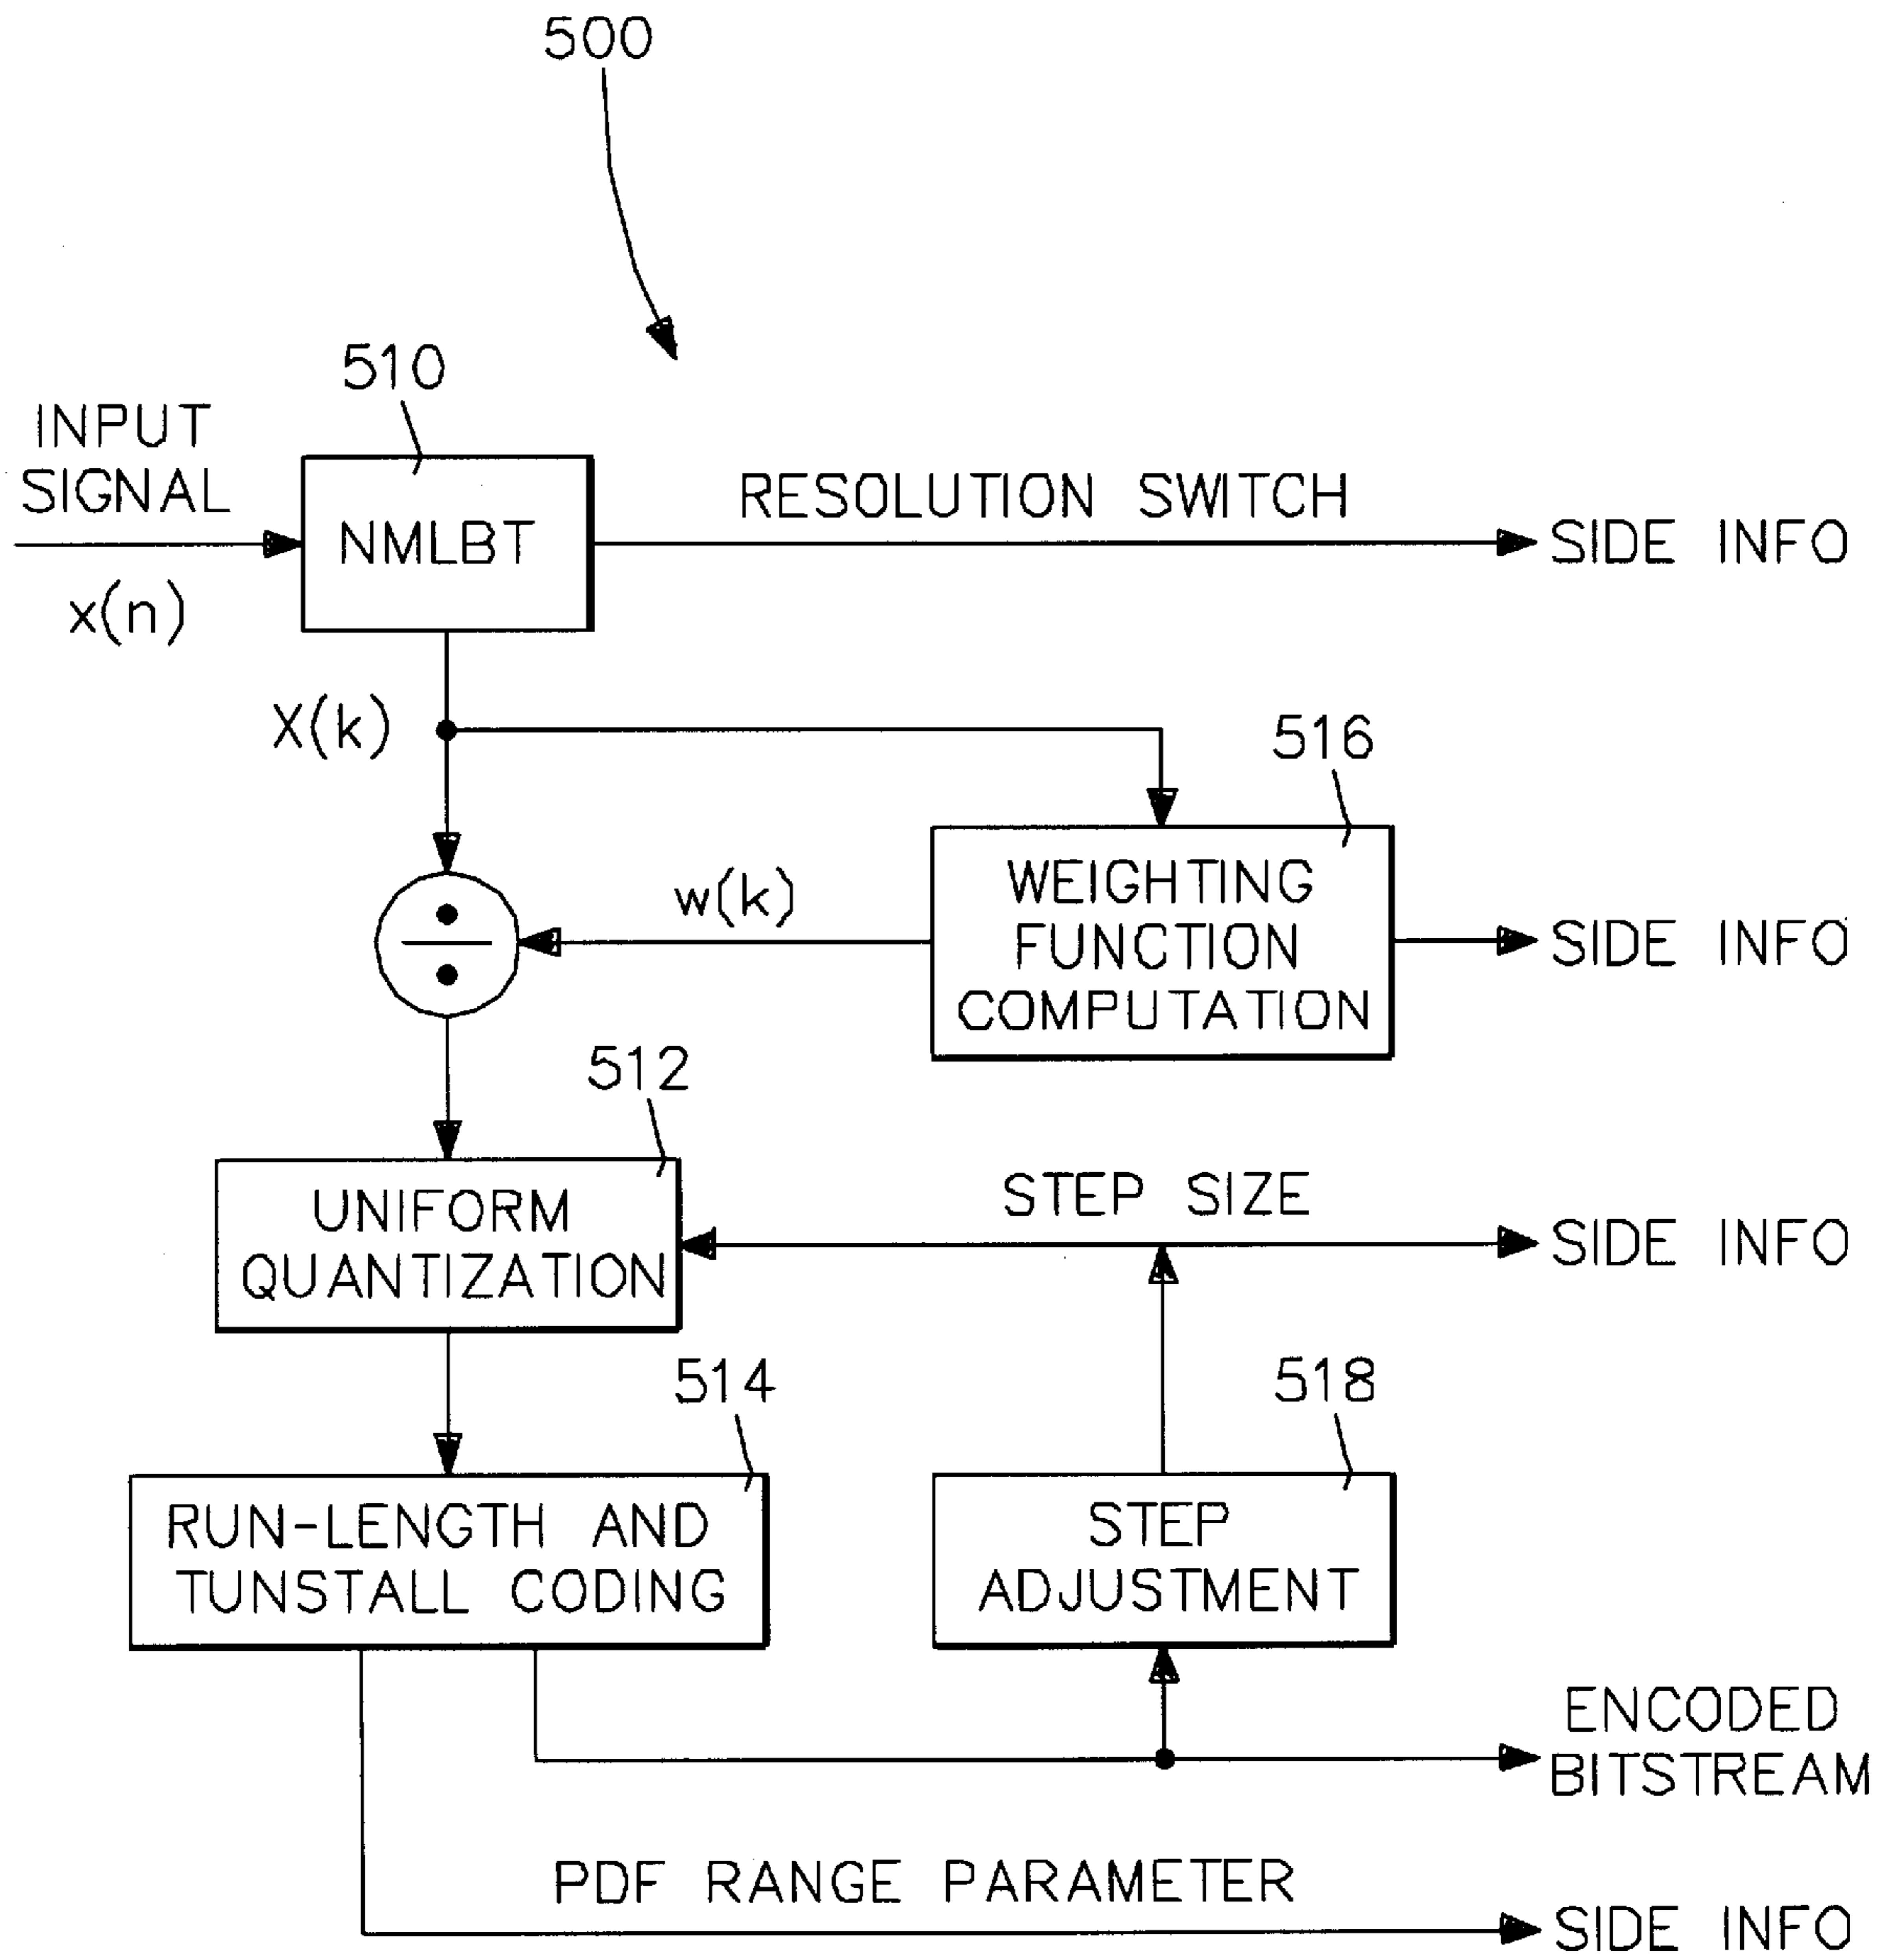 500
510
INPUT
SIGNAL
NMLBT
RESOLUTION SWITCH
SIDE INFO
x(n)
X(k)
516
WEIGHTING
FUNCTION
COMPUTATION
w(k)
SIDE INFO
512
UNIFORM
QUANTIZATION
STEP SIZE
SIDE INFO
514
518
RUN-LENGTH AND
TUNSTALL CODING
STEP
ADJUSTMENT
ENCODED
BITSTREAM
PDF RANGE PARAMETER
SIDE INFO